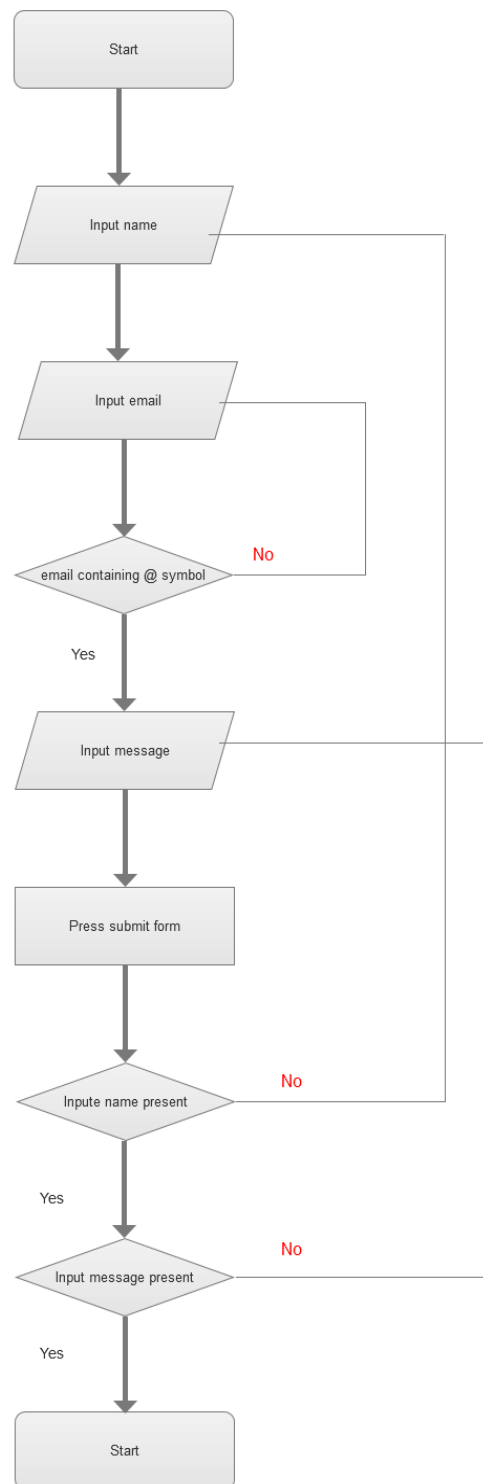 Start
Input name
Input email
email containing @ symbol
No
Yes
Input message
Press submit form
Inpute name present
No
Yes
Input message present
No
Yes
Start